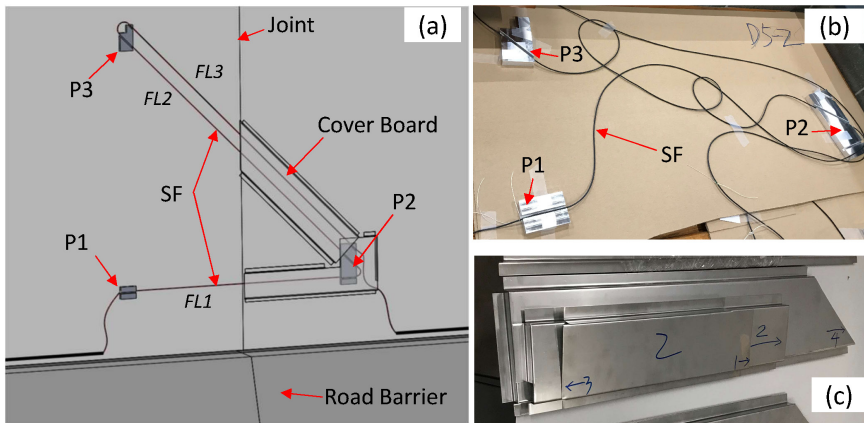 Joint
(a)
P3
FL3
FL2
Cover Board
SF
P2
P1
FL1
Road Barrier
(b)
D5-2
P3
P2
SF
P1
2
2
1
3
4
(c)